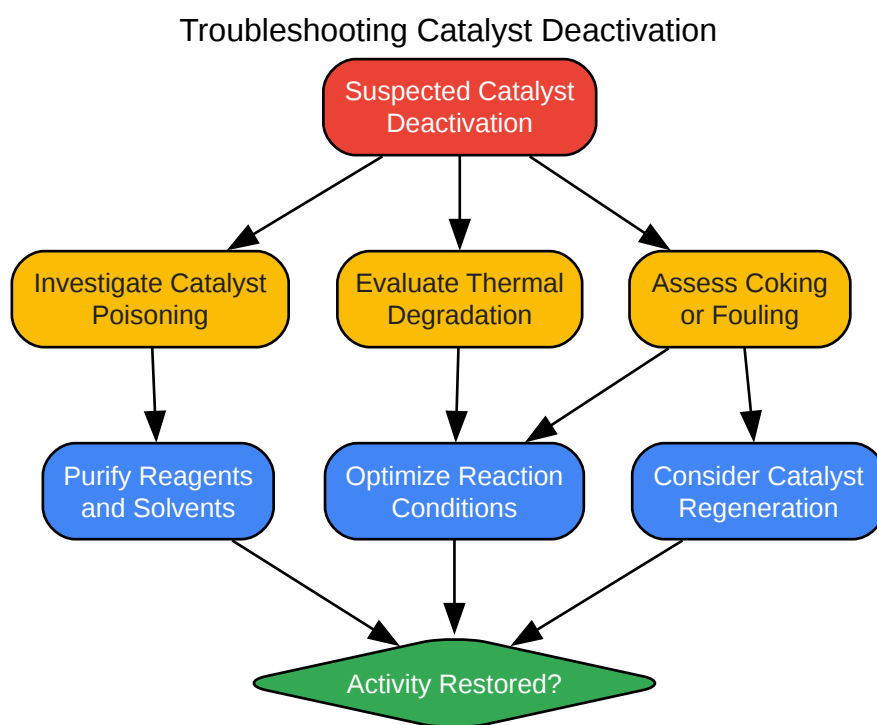 Troubleshooting Catalyst Deactivation
Suspected Catalyst
Deactivation
Investigate Catalyst
Poisoning
Evaluate Thermal
Degradation
Assess Coking
or Fouling
Purify Reagents
and Solvents
Optimize Reaction
Conditions
Consider Catalyst
Regeneration
Activity Restored?